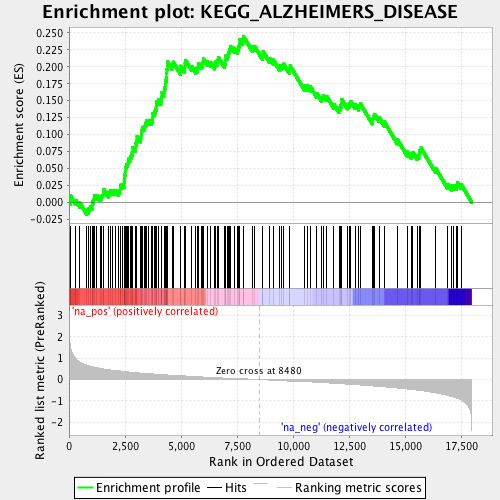 Enrichment plot: KEGG_ALZHEIMERS_DISEASE
Enrichment score (ES)
0.250
0.225
0.200
0.175
0.150
0.125
0.100
0.075
0.050
0.025
0.000
-0.025
'na_pos' (positively correlated)
Ranked list metric (PreRanked)
3
2
1
0
-1
-2
Zero cross at 8480
'na_neg' (negatively correlated)
0
2,500
5,000
7,500
10,000
12,500
15,000
17,500
Rank in Ordered Dataset
Enrichment profile
Hits
Ranking metric scores